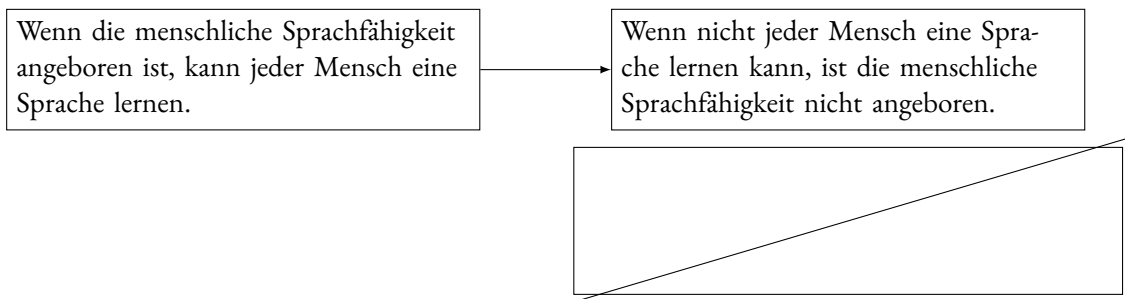 Wenn die menschliche Sprachfähigkeit
angeboren ist, kann jeder Mensch eine
Sprache lernen.
Wenn nicht jeder Mensch eine Spra-
che lernen kann, ist die menschliche
Sprachfähigkeit nicht angeboren.